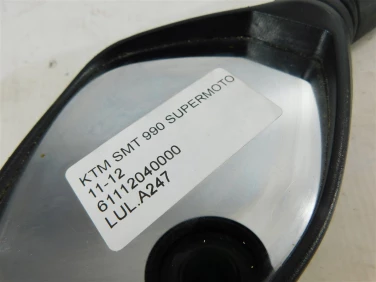 KTM SMT 990 SUPERMOTO
11-12
61112040000
LUL.A247